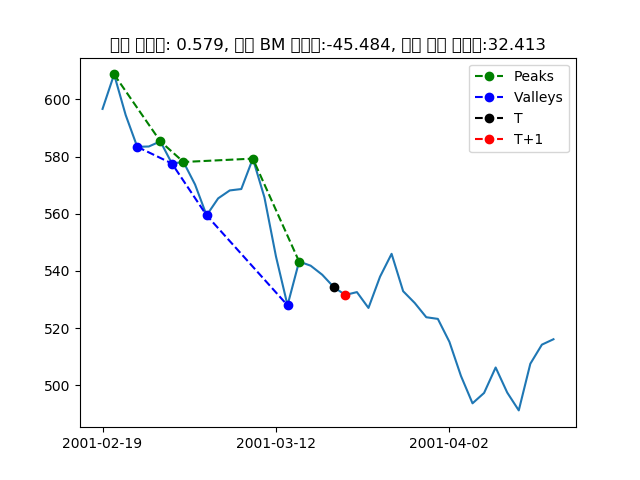 : 0.579, BM :-45.484, :32.413
Peaks
Valleys
T
T+1
600
580
560
540
520
500
2001-02-19
2001-03-12
2001-04-02